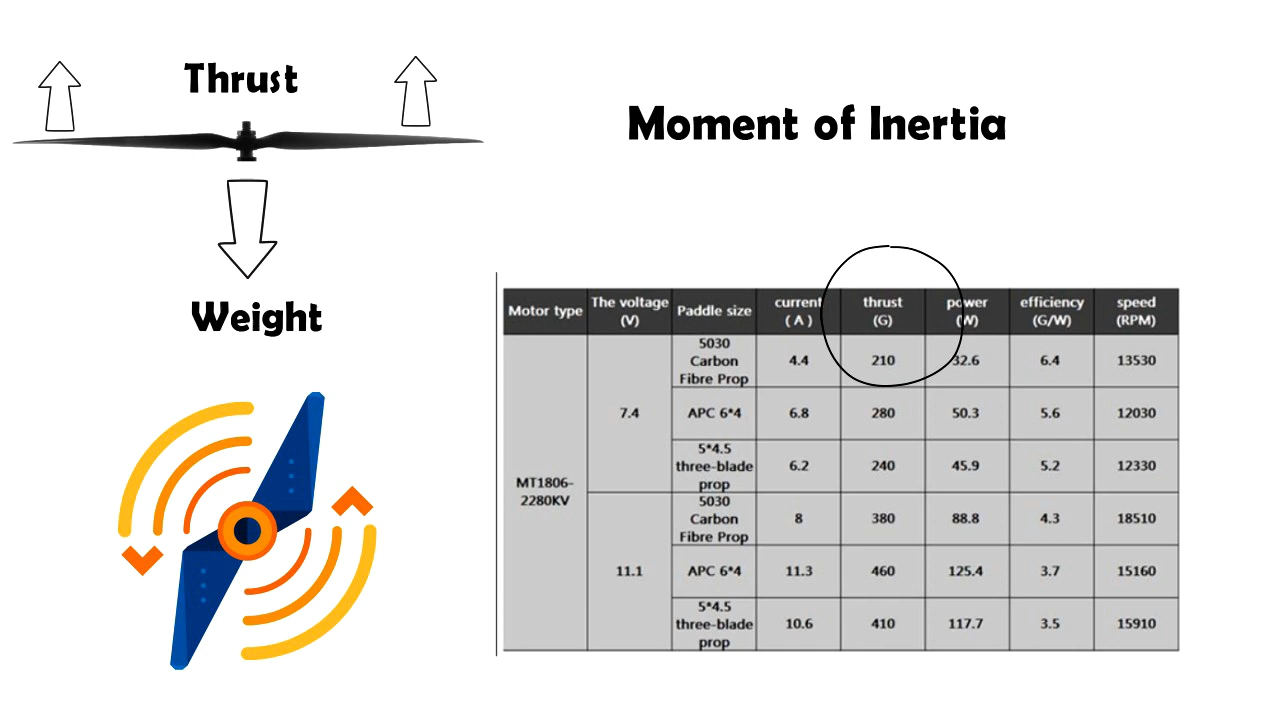 Thrust
Moment of Inertia
Weight
Motor type
The voltage
(V)
Paddle size
current
( A )
thrust
(G)
power
(W)
efficiency
(G/W)
speed
(RPM)
MT1806-
2280KV
7.4
5030
Carbon
Fibre Prop
4.4
210
32.6
6.4
13530
APC 6*4
6.8
280
50.3
5.6
12030
5*4.5
three-blade
prop
6.2
240
45.9
5.2
12330
11.1
5030
Carbon
Fibre Prop
8
380
88.8
4.3
18510
APC 6*4
11.3
460
125.4
3.7
15160
5*4.5
three-blade
prop
10.6
410
117.7
3.5
15910